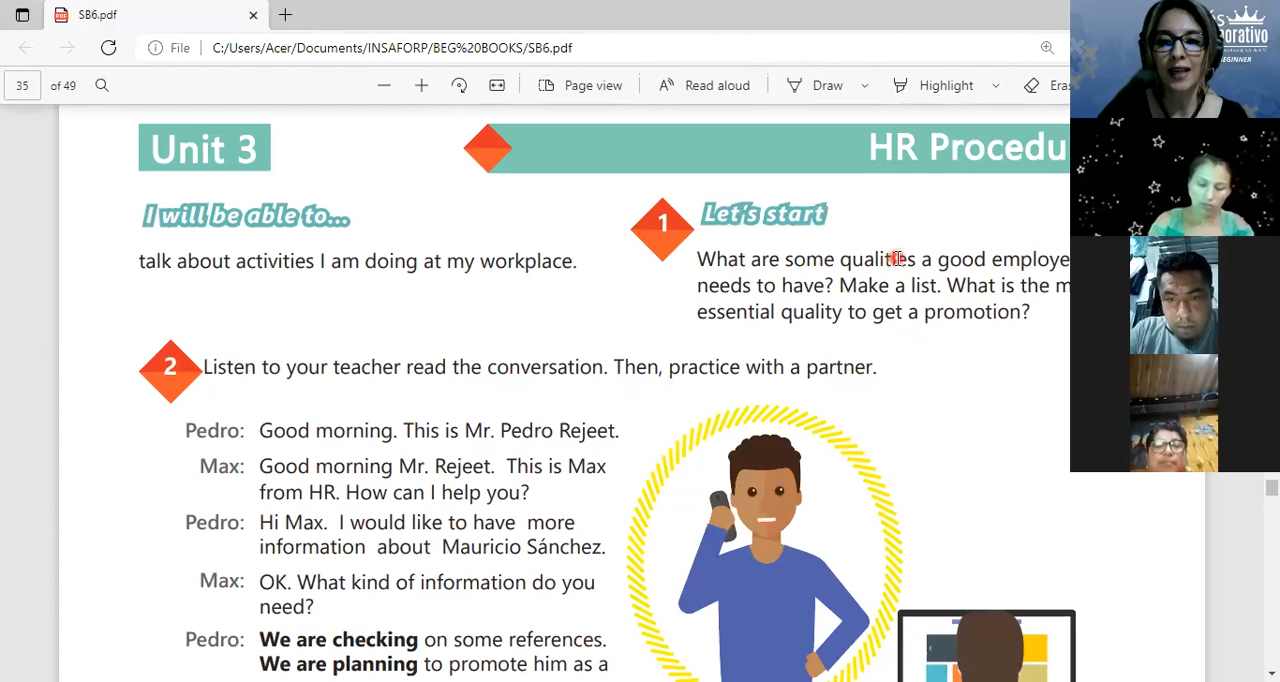 SB6.pdf
File C:/Users/Acer/Documents/INSAFORP/BEG%20BOOKS/SB6.pdf
35 of 49 Page view Read aloud Draw Highlight
Unit 3
HR Procedu
I will be able to...
talk about activities I am doing at my workplace.
1 Let's start
What are some qualities a good employe
needs to have? Make a list. What is the m
essential quality to get a promotion?
2 Listen to your teacher read the conversation. Then, practice with a partner.
Pedro: Good morning. This is Mr. Pedro Rejeet.
Max: Good morning Mr. Rejeet. This is Max
from HR. How can I help you?
Pedro: Hi Max. I would like to have more
information about Mauricio Sánchez.
Max: OK. What kind of information do you
need?
Pedro: We are checking on some references.
We are planning to promote him as a